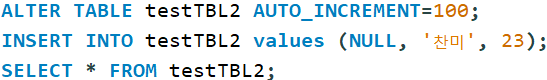 ALTER TABLE testTBL2 AUTO_INCREMENT=100;
INSERT INTO testTBL2 values (NULL, '찬미', 23);
SELECT * FROM testTBL2;